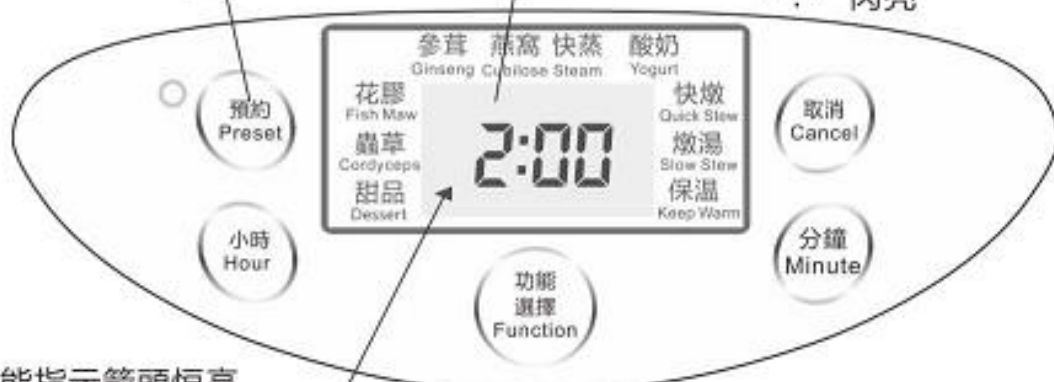 閃亮
參茸 燕窩 快蒸 酸奶
Ginseng Cubilose Steam Yogurt
花膠
Fish Maw
蟲草
Cordyceps
甜品
Dessert
2:00
快燉
Quick Stew
燉湯
Slow Stew
保溫
Keep Warm
預約
Preset
取消
Cancel
小時
Hour
分鐘
Minute
功能
選擇
Function
能指示箭頭恒亮